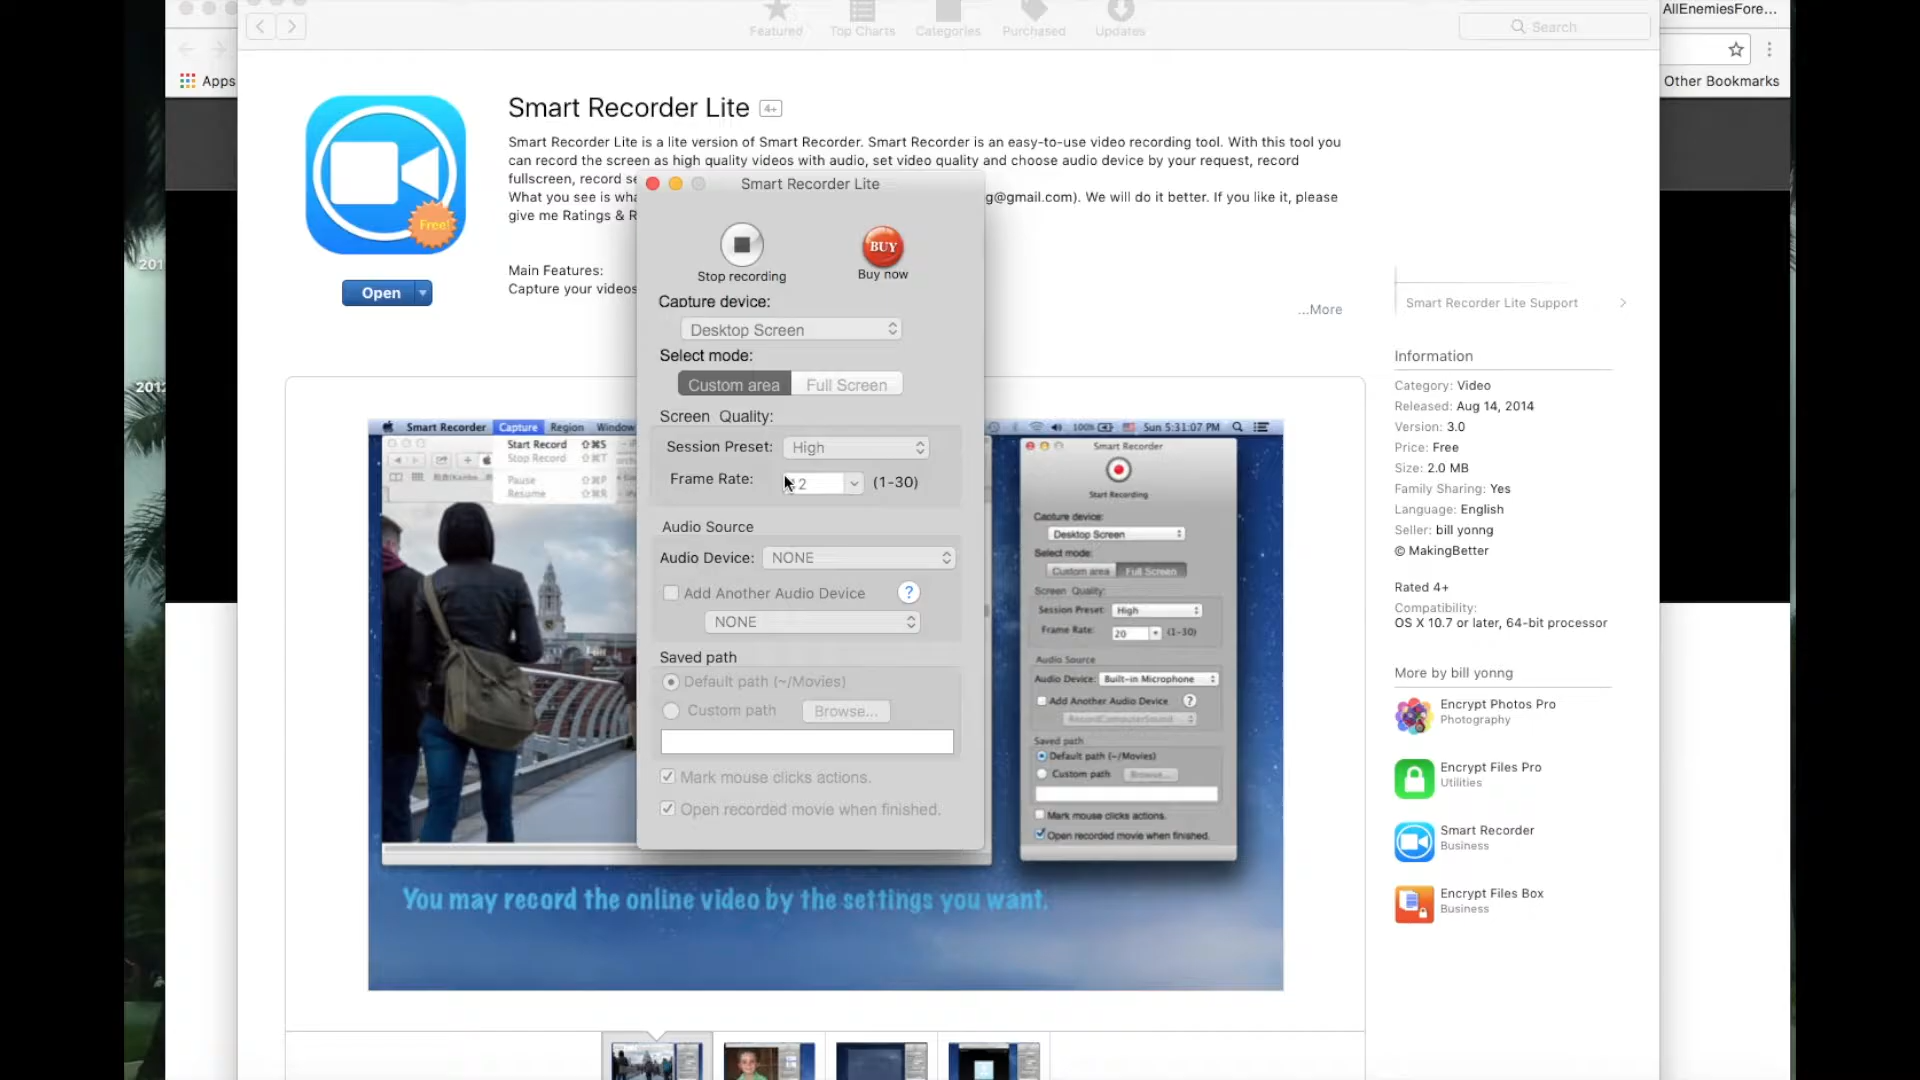 AllEnemiesFore...
Featured
Top Charts
Categories
Purchased
Updates
Search
Apps
Other Bookmarks
Smart Recorder Lite 4+
Smart Recorder Lite is a lite version of Smart Recorder. Smart Recorder is an easy-to-use video recording tool. With this tool you
can record the screen as high quality videos with audio, set video quality and choose audio device by your request, record
fullscreen, record
What you see is g@gmail.com). We will do it better. If you like it, please
give me Ratings &
Main Features:
Capture your videos
...More
Free!
Open
201
2012
Smart Recorder Lite
Stop recording
BUY
Buy now
Capture device:
Desktop Screen
Select mode:
Custom area
Full Screen
Screen Quality:
Session Preset: High
Frame Rate: 2 (1-30)
Audio Source
Audio Device: NONE
Add Another Audio Device ?
NONE
Saved path
Default path (~/Movies)
Custom path Browse...
Mark mouse clicks actions.
Open recorded movie when finished.
Smart Recorder Capture Region Window
Start Record ⇧⌘S
Stop Record ⇧⌘T
Pause ⇧⌘P
Resume ⇧⌘R
100% Sun 5:31:07 PM
Smart Recorder
Start Recording
Capture device:
Desktop Screen
Select mode:
Custom area Full Screen
Screen Quality:
Session Preset: High
Frame Rate: 20 (1-30)
Audio Source
Audio Device: Built-in Microphone
Add Another Audio Device ?
RecordComputerSound
Saved path
Default path (~/Movies)
Custom path Browse...
Mark mouse clicks actions.
Open recorded movie when finished.
You may record the online video by the settings you want.
Smart Recorder Lite Support
Information
Category: Video
Released: Aug 14, 2014
Version: 3.0
Price: Free
Size: 2.0 MB
Family Sharing: Yes
Language: English
Seller: bill yonng
© MakingBetter
Rated 4+
Compatibility:
OS X 10.7 or later, 64-bit processor
More by bill yonng
Encrypt Photos Pro
Photography
Encrypt Files Pro
Utilities
Smart Recorder
Business
Encrypt Files Box
Business